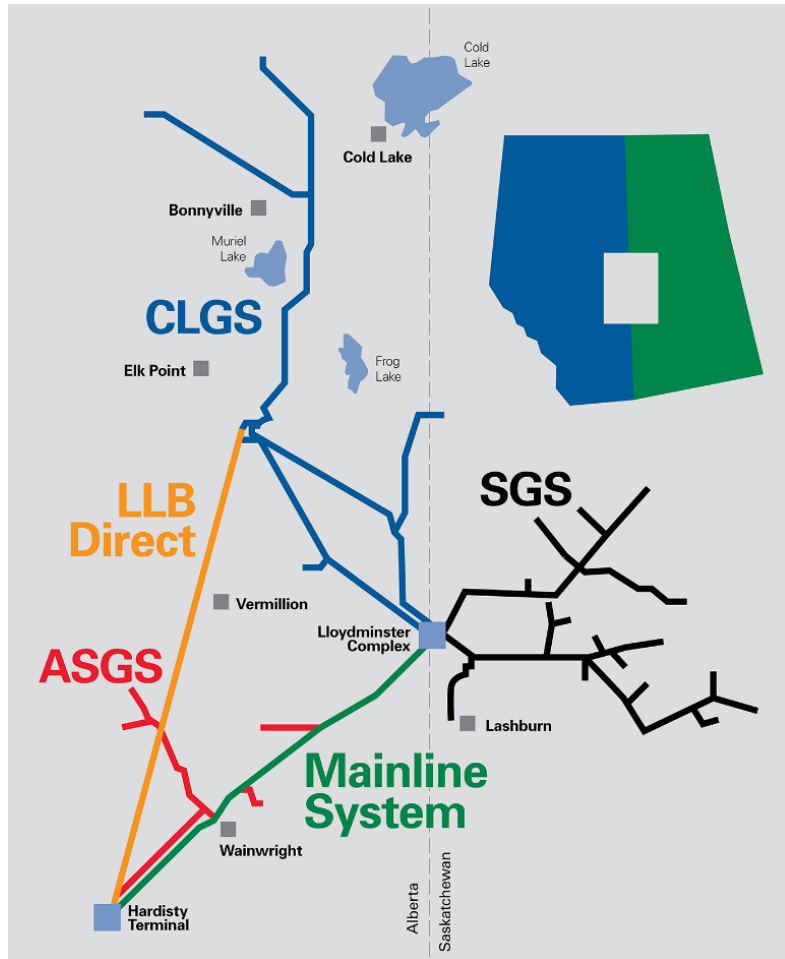 Cold
Lake
Cold Lake
Bonnyville
Muriel
Lake
CLGS
Elk Point
Frog
Lake
LLB
Direct
SGS
Vermillion
Lloydminster
Complex
ASGS
Lashburn
Mainline
System
Wainwright
Hardisty
Terminal
Alberta
Saskatchewan